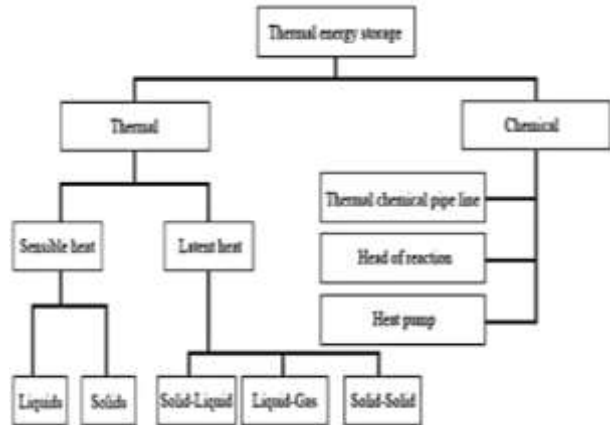 Thermal energy storage
Thermal
Chemical
Thermal chemical pipe line
Sensible heat
Latent heat
Head of reaction
Heat pump
Liquids
Solids
Solid-Liquid
Liquid-Gas
Solid-Solid